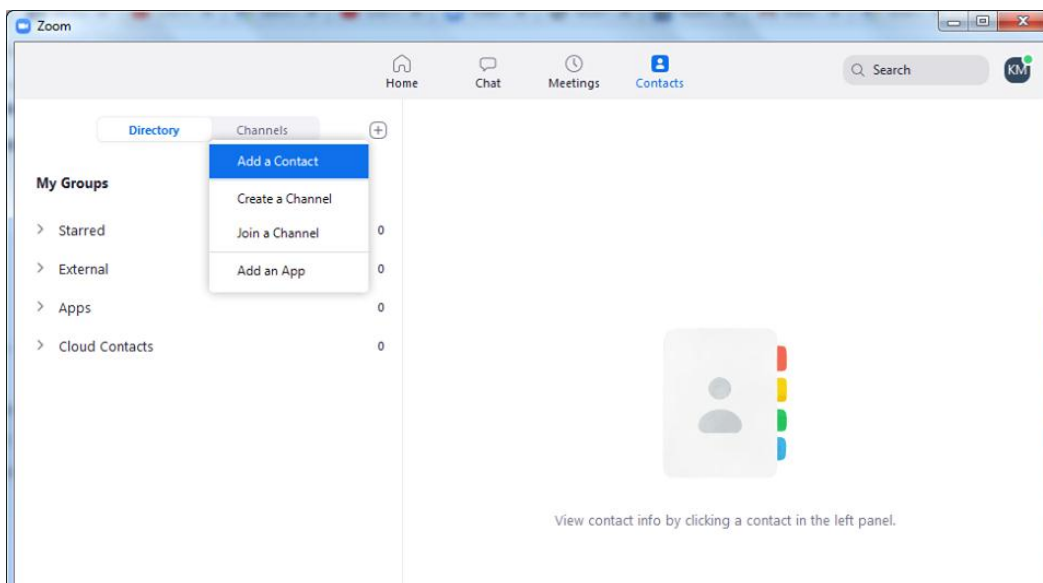 Zoom
Home Chat Meetings Contacts
Search
KM
Directory Channels
Add a Contact
My Groups
Create a Channel
Starred 0
Join a Channel
External 0
Add an App
Apps 0
Cloud Contacts 0
View contact info by clicking a contact in the left panel.